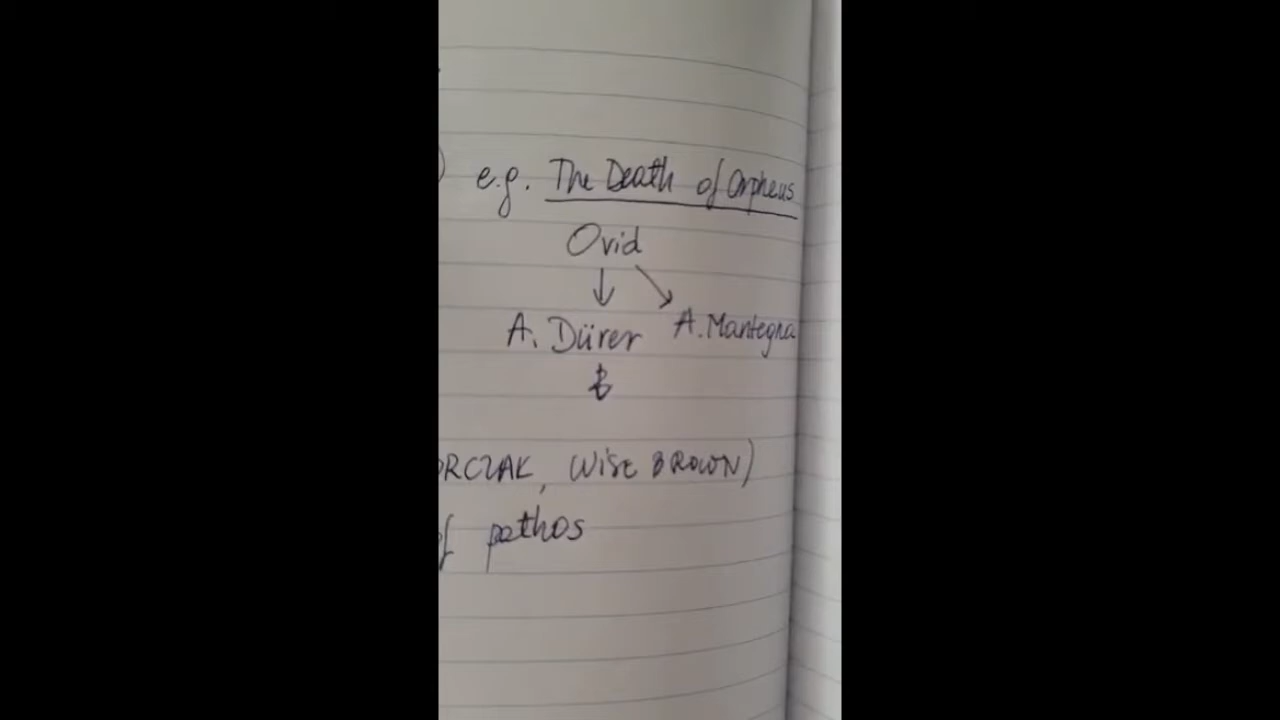 ) e.g. The Death of Orpheus
Ovid
↓ ↘
A. Dürer A. Mantegna
↓
RCZAK, WISE BROWN)
f pathos